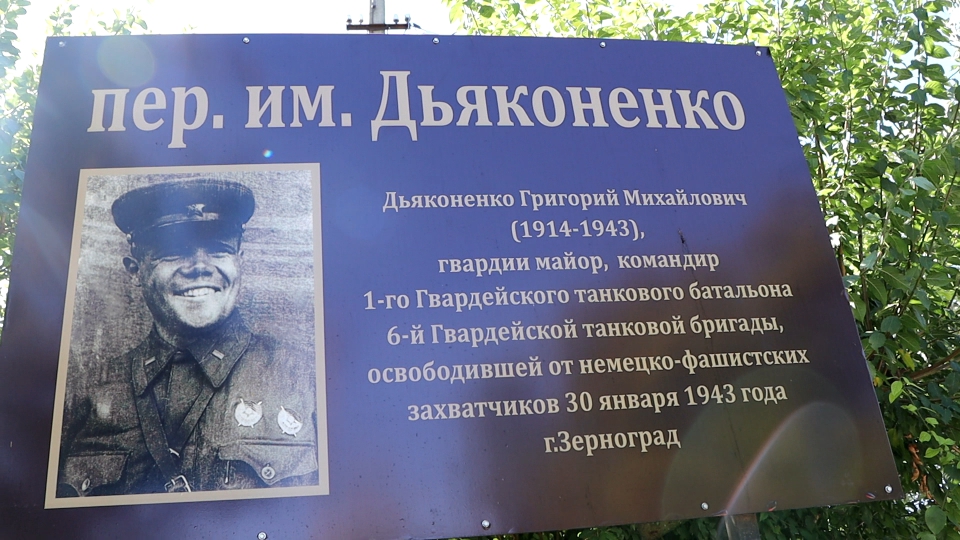 пер. им. Дьяконенко
Дьяконенко Григорий Михайлович
(1914-1943),
гвардии майор, командир
1-го Гвардейского танкового батальона
6-й Гвардейской танковой бригады,
освободившей от немецко-фашистских
захватчиков 30 января 1943 года
г.Зерноград